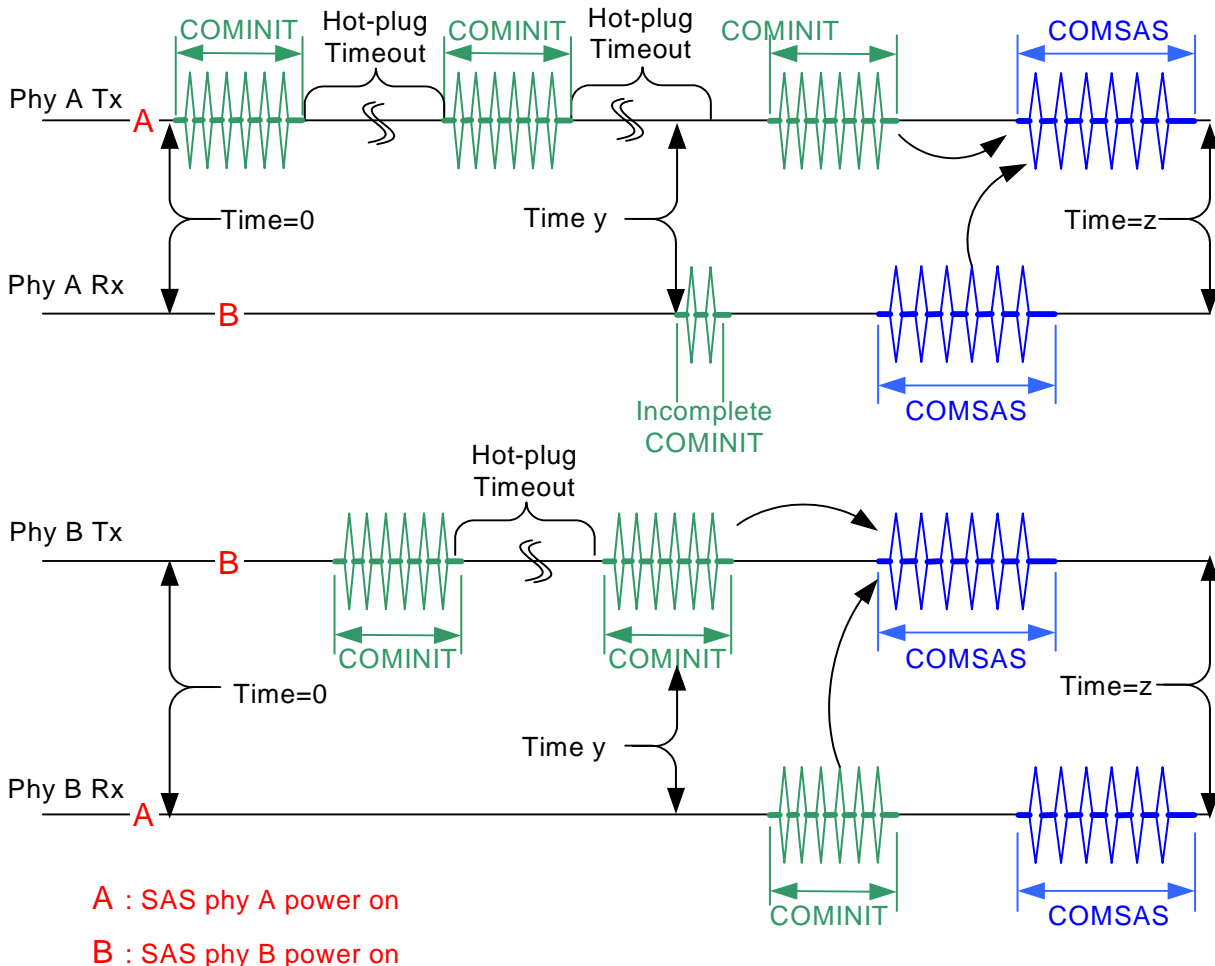 COMINIT
Hot-plug
Timeout
COMINIT
Hot-plug
Timeout
COMINIT
COMSAS
Phy A Tx
A
Time=0
Time y
Time=z
Phy A Rx
B
Incomplete
COMINIT
COMSAS
Hot-plug
Timeout
Phy B Tx
B
COMINIT
COMINIT
COMSAS
Time=0
Time y
Time=z
Phy B Rx
A
COMINIT
COMSAS
A : SAS phy A power on
B : SAS phy B power on